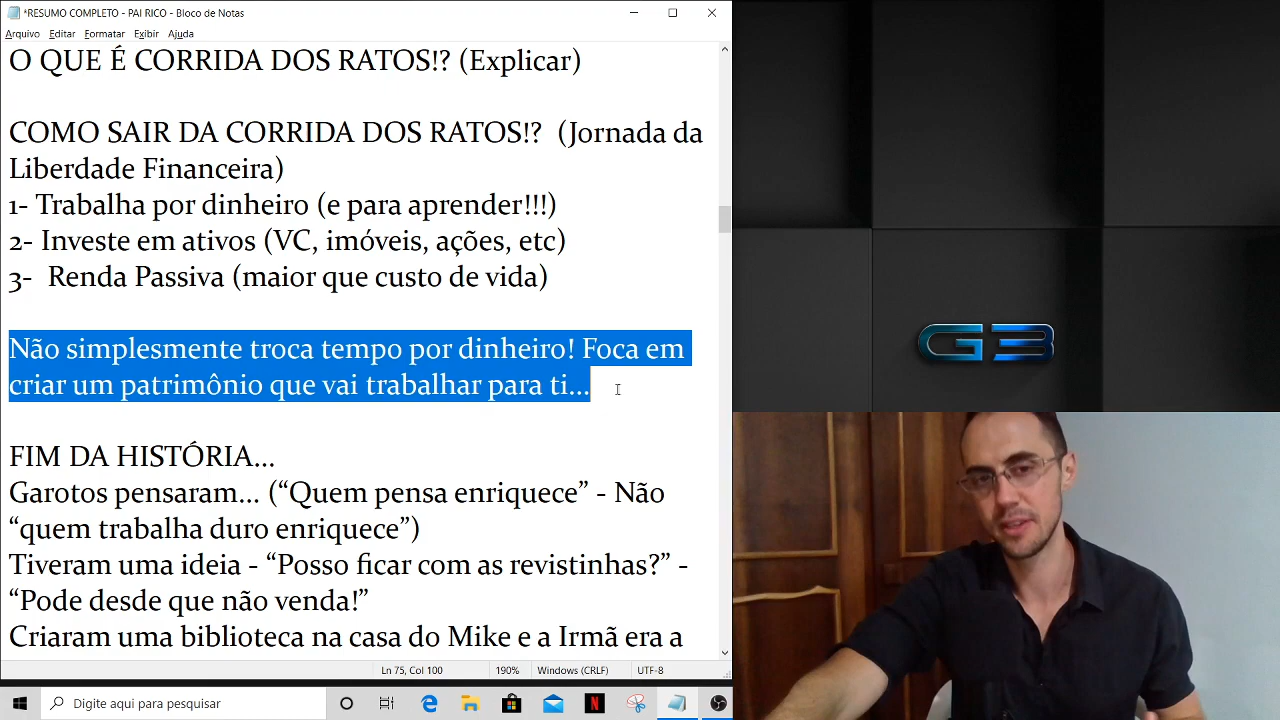 *RESUMO COMPLETO - PAI RICO - Bloco de Notas
Arquivo Editar Formatar Exibir Ajuda
O QUE É CORRIDA DOS RATOS!? (Explicar)
COMO SAIR DA CORRIDA DOS RATOS!?  (Jornada da
Liberdade Financeira)
1- Trabalha por dinheiro (e para aprender!!!)
2- Investe em ativos (VC, imóveis, ações, etc)
3-  Renda Passiva (maior que custo de vida)
Não simplesmente troca tempo por dinheiro! Foca em
criar um patrimônio que vai trabalhar para ti...
FIM DA HISTÓRIA...
Garotos pensaram... (“Quem pensa enriquece” - Não
“quem trabalha duro enriquece”)
Tiveram uma ideia - “Posso ficar com as revistinhas?” -
“Pode desde que não venda!”
Criaram uma biblioteca na casa do Mike e a Irmã era a
Ln 75, Col 100 190% Windows (CRLF) UTF-8
Digite aqui para pesquisar
G3